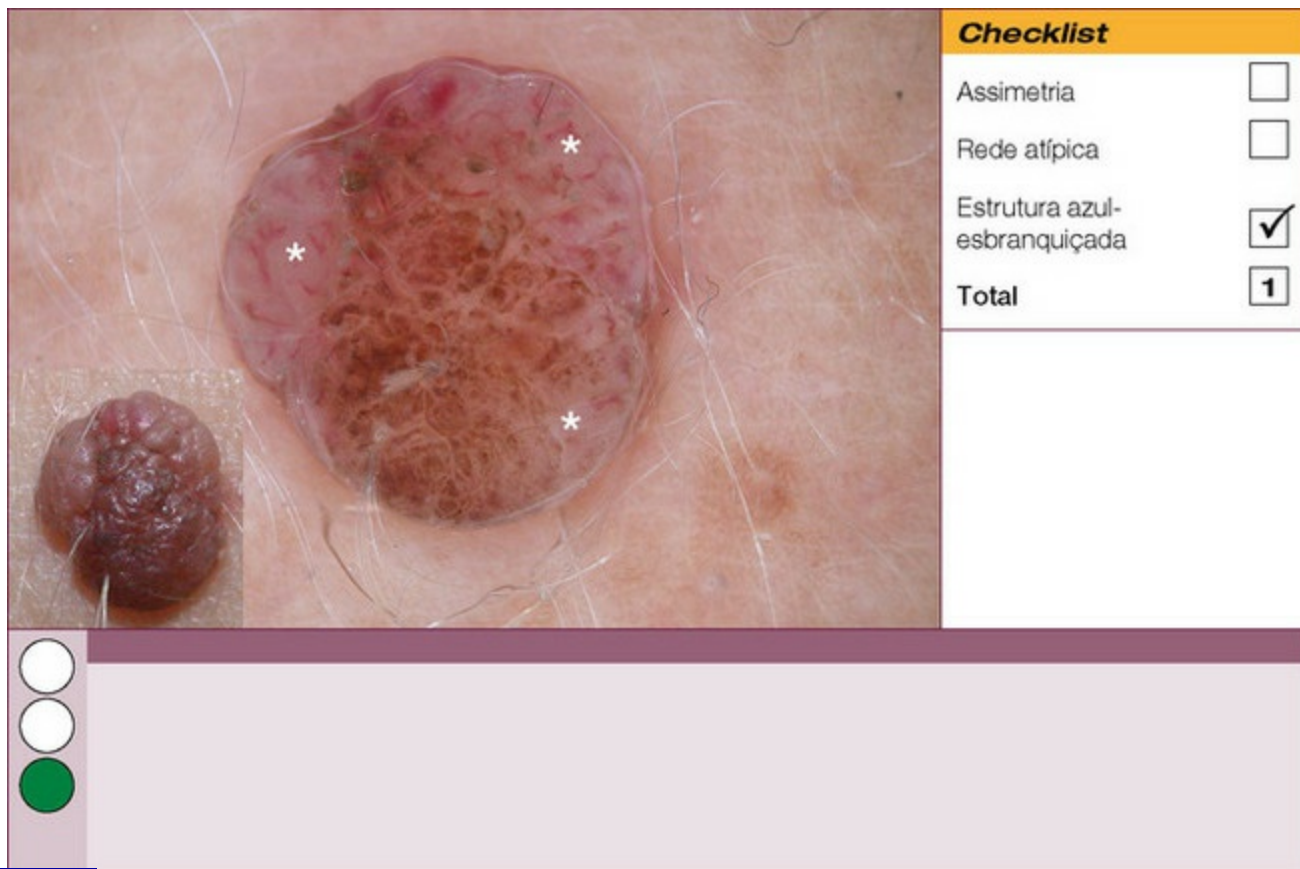 Checklist
Assimetria
Rede atípica
Estrutura azul-
esbranquiçada
Total 1